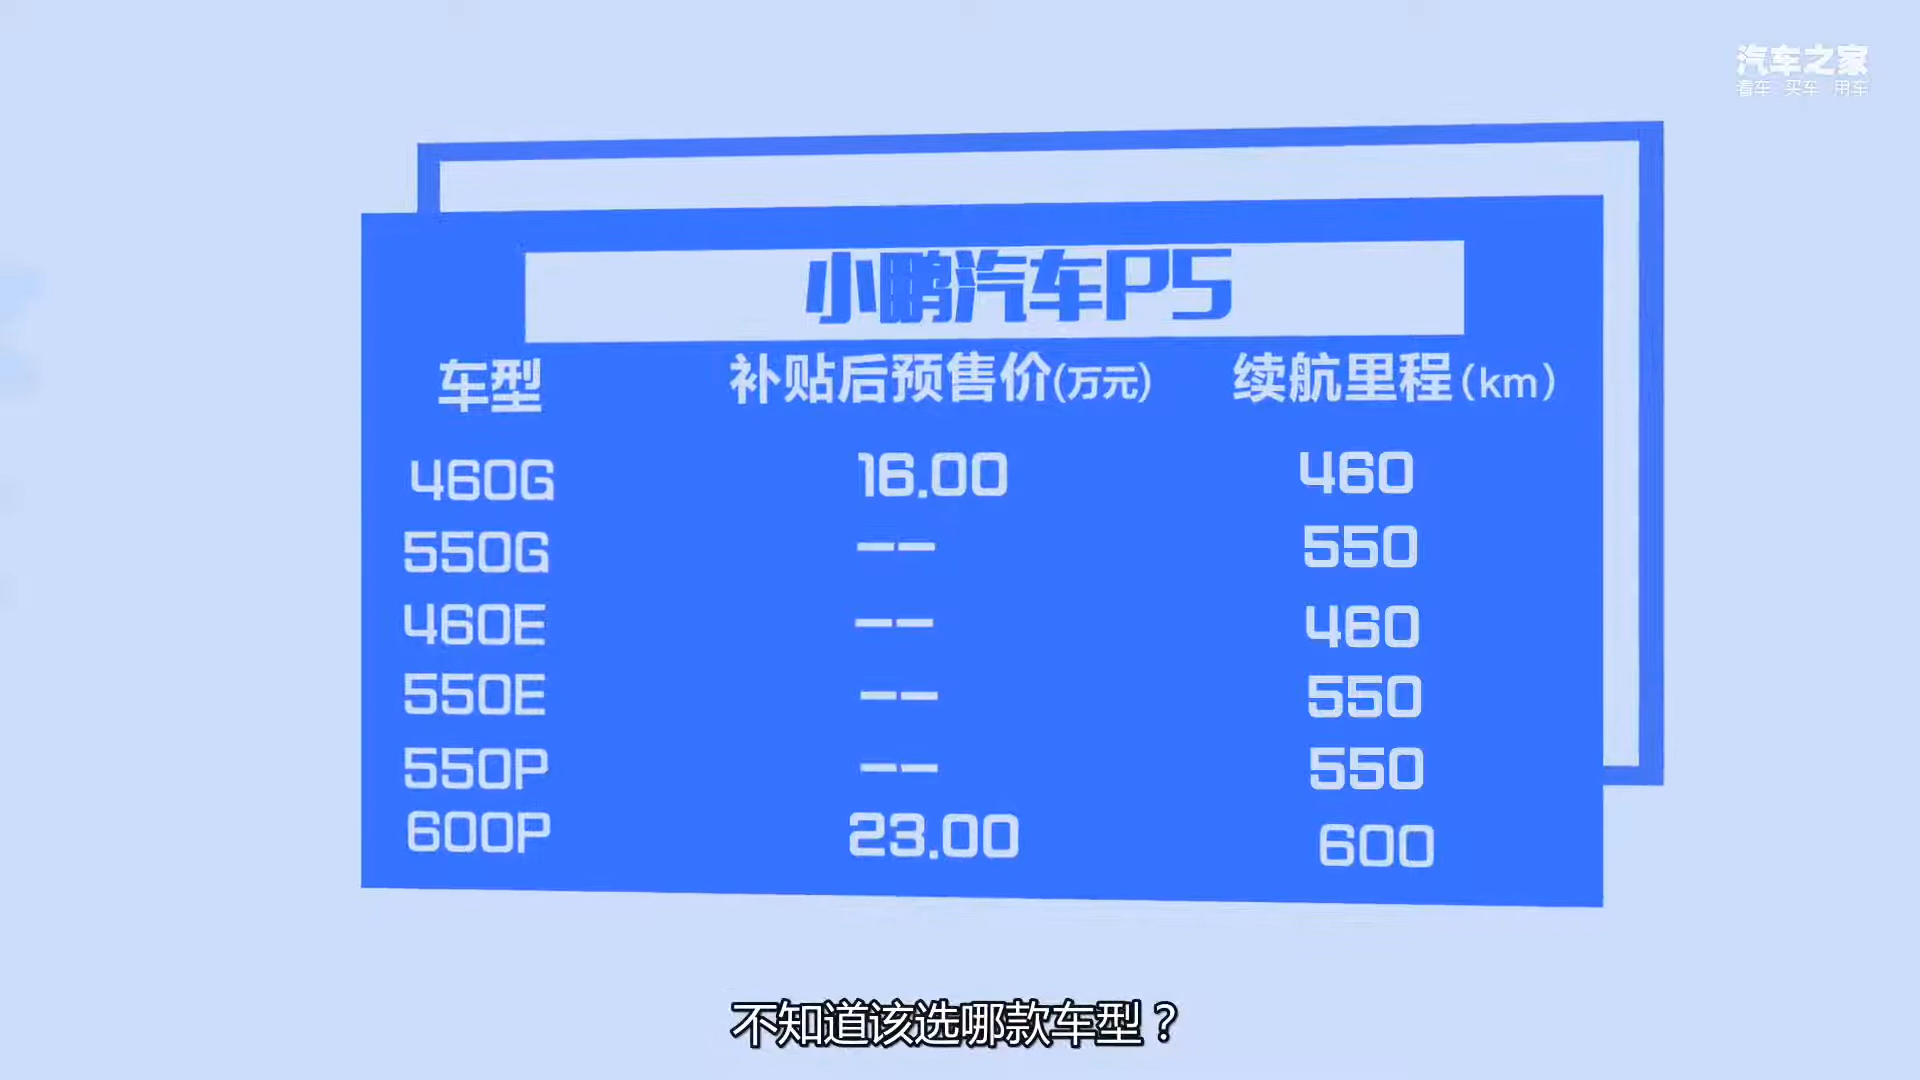 汽车之家
看车 买车 用车
小鹏汽车P5
车型 补贴后预售价(万元) 续航里程(km)
460G 16.00 460
550G -- 550
460E -- 460
550E -- 550
550P -- 550
600P 23.00 600
不知道该选哪款车型？